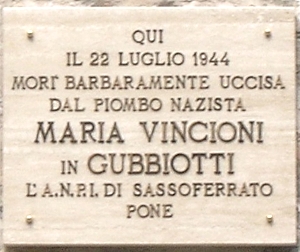 QUI
IL 22 LUGLIO 1944
MORI' BARBARAMENTE UCCISA
DAL PIOMBO NAZISTA
MARIA VINCIONI
IN GUBBIOTTI
L'A.N.P.I. DI SASSOFERRATO
PONE